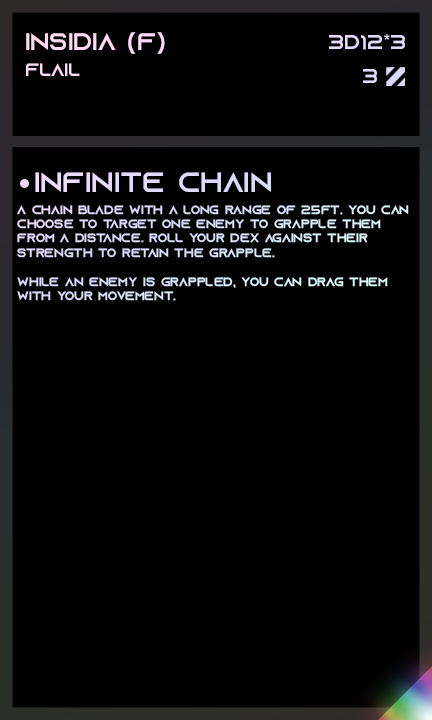 INSIDIA (F) 3D12*3
FLAIL 3
•INFINITE CHAIN
A CHAIN BLADE WITH A LONG RANGE OF 25FT. YOU CAN
CHOOSE TO TARGET ONE ENEMY TO GRAPPLE THEM
FROM A DISTANCE. ROLL YOUR DEX AGAINST THEIR
STRENGTH TO RETAIN THE GRAPPLE.
WHILE AN ENEMY IS GRAPPLED, YOU CAN DRAG THEM
WITH YOUR MOVEMENT.